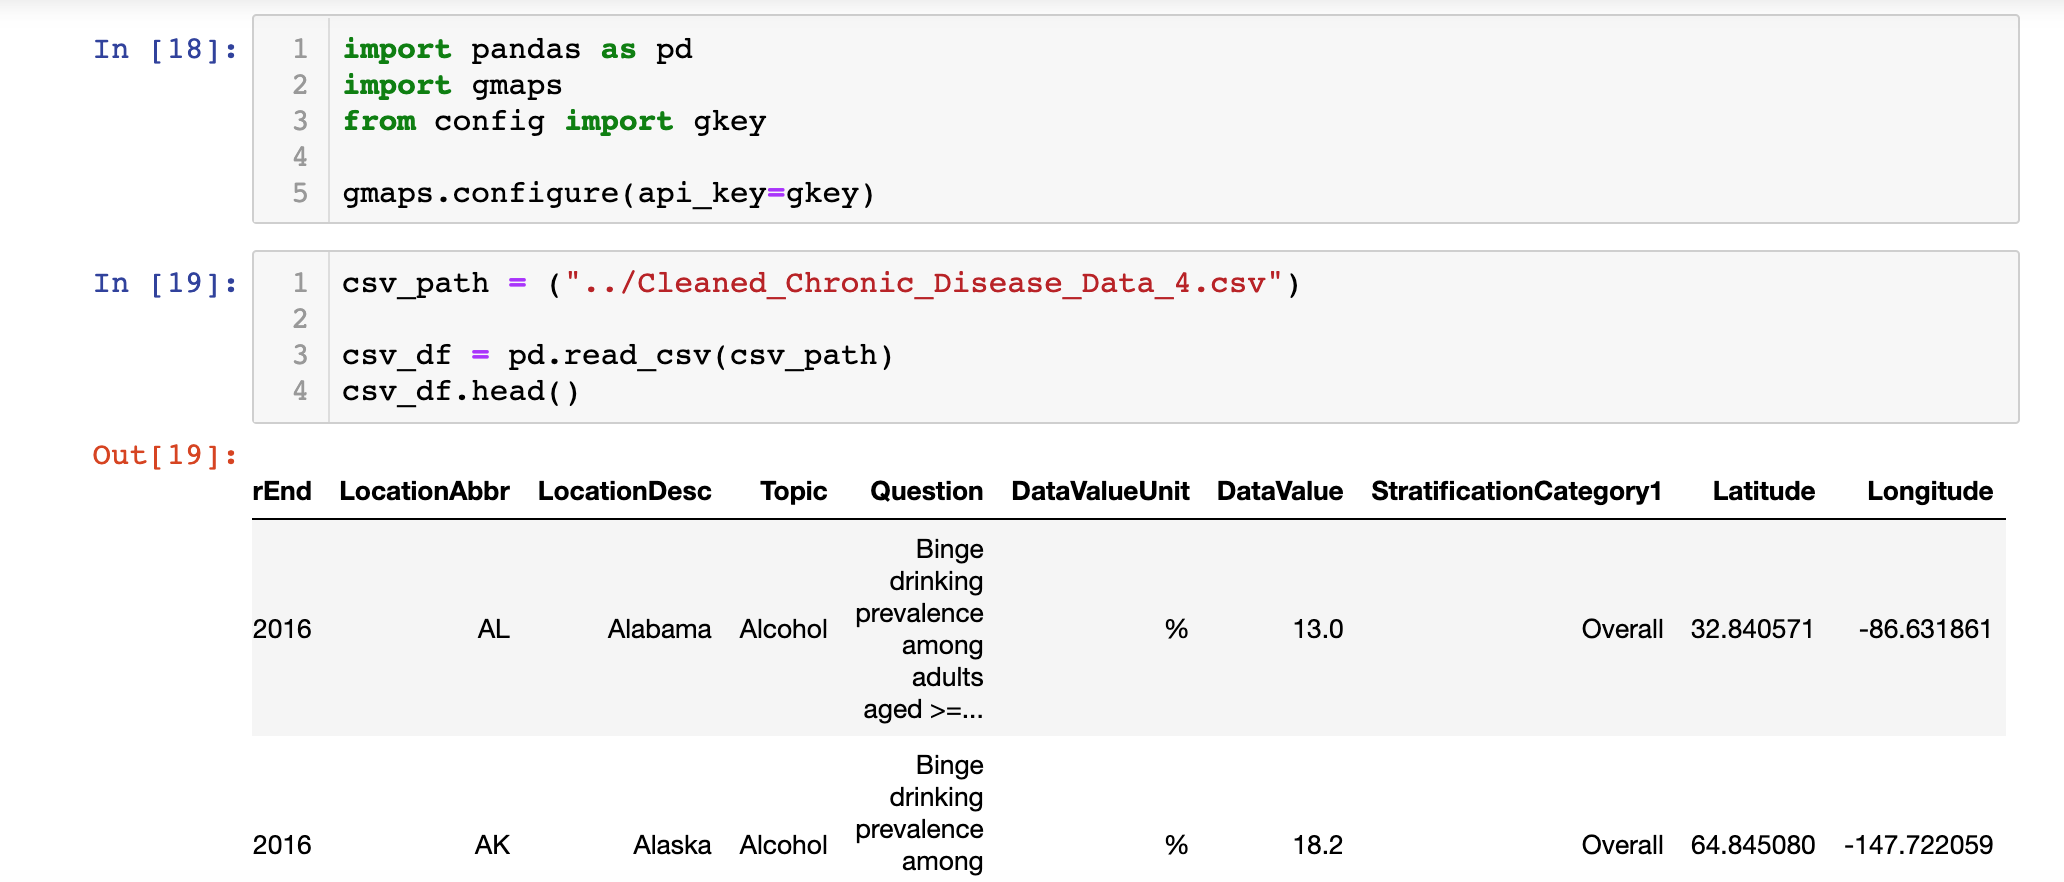 In [18]:
1 import pandas as pd
2 import gmaps
3 from config import gkey
4
5 gmaps.configure(api_key=gkey)
In [19]:
1 csv_path = ("../Cleaned_Chronic_Disease_Data_4.csv")
2
3 csv_df = pd.read_csv(csv_path)
4 csv_df.head()
Out[19]:
rEnd LocationAbbr LocationDesc Topic Question DataValueUnit DataValue StratificationCategory1 Latitude Longitude
Binge
drinking
prevalence
2016 AL Alabama Alcohol % 13.0 Overall 32.840571 -86.631861
among
adults
aged >=...
Binge
drinking
prevalence
2016 AK Alaska Alcohol % 18.2 Overall 64.845080 -147.722059
among